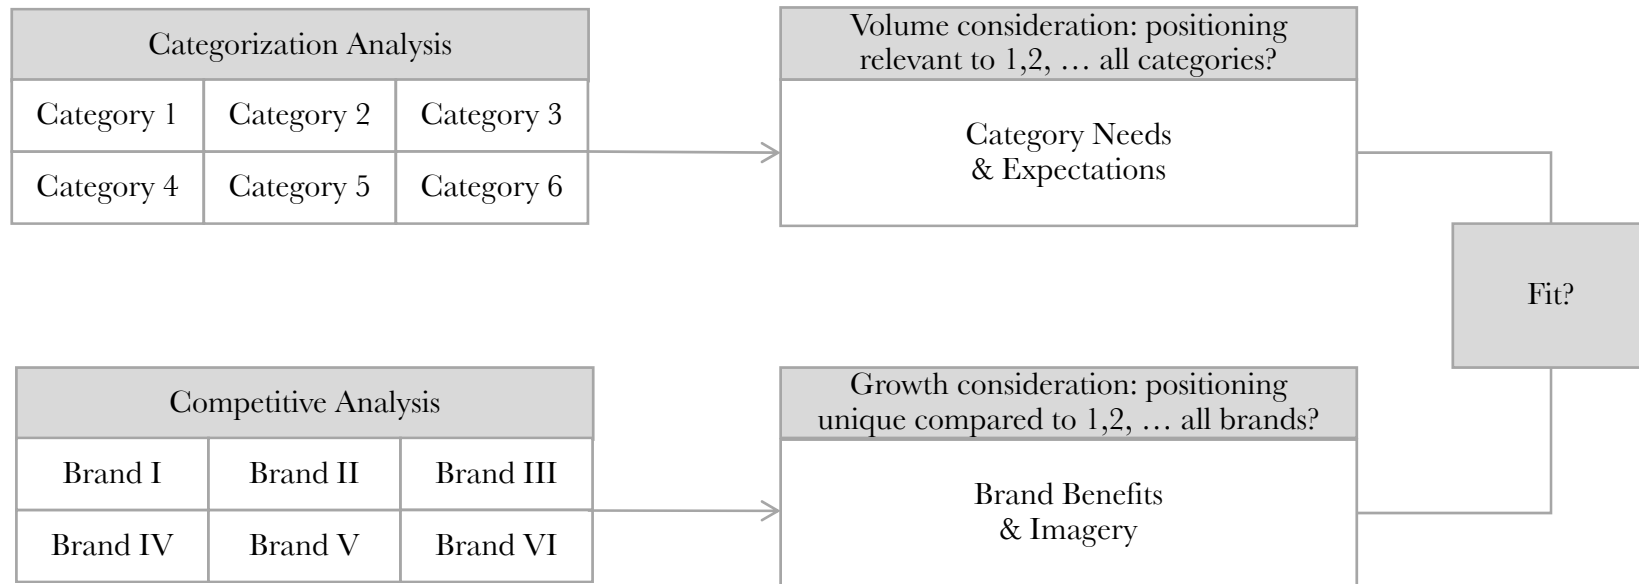 Categorization Analysis
Category 1
Category 2
Category 3
Category 4
Category 5
Category 6
Volume consideration: positioning
relevant to 1,2, … all categories?
Category Needs
& Expectations
Fit?
Competitive Analysis
Brand I
Brand II
Brand III
Brand IV
Brand V
Brand VI
Growth consideration: positioning
unique compared to 1,2, … all brands?
Brand Benefits
& Imagery